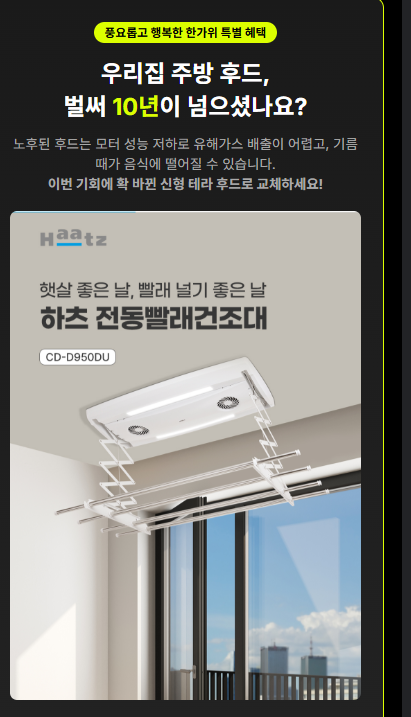 풍요롭고 행복한 한가위 특별 혜택
우리집 주방 후드,
벌써 10년이 넘으셨나요?
노후된 후드는 모터 성능 저하로 유해가스 배출이 어렵고, 기름
때가 음식에 떨어질 수 있습니다.
이번 기회에 확 바뀐 신형 테라 후드로 교체하세요!
Haatz
햇살 좋은 날, 빨래 널기 좋은 날
하츠 전동빨래건조대
CD-D950DU